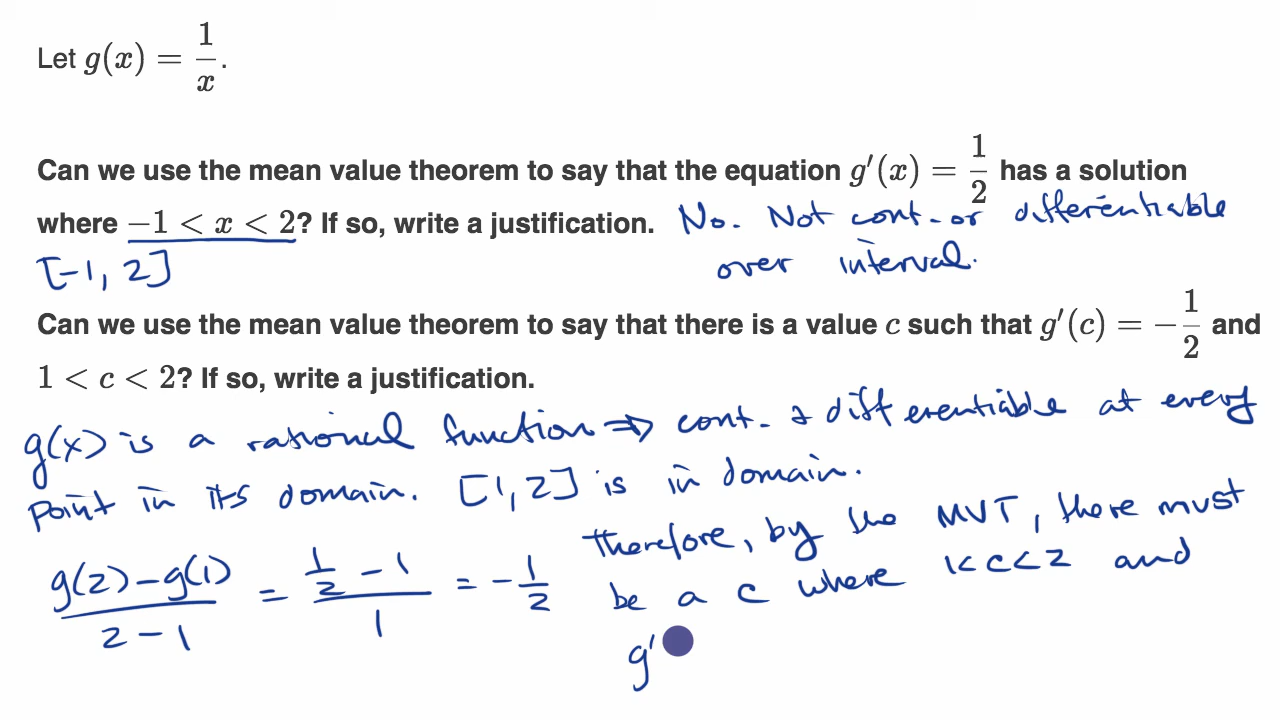 Let g(x) = 1/x.
Can we use the mean value theorem to say that the equation g′(x) = 1/2 has a solution
where −1 < x < 2? If so, write a justification. No. Not cont. or differentiable
[-1, 2] over interval.
Can we use the mean value theorem to say that there is a value c such that g′(c) = −1/2 and
1 < c < 2? If so, write a justification.
g(x) is a rational function ⇒ cont. & differentiable at every
point in its domain. [1, 2] is in domain.
therefore, by the MVT, there must
g(2)-g(1)/2-1 = 1/2 - 1/1 = -1/2 be a c where 1<c<2 and
g'